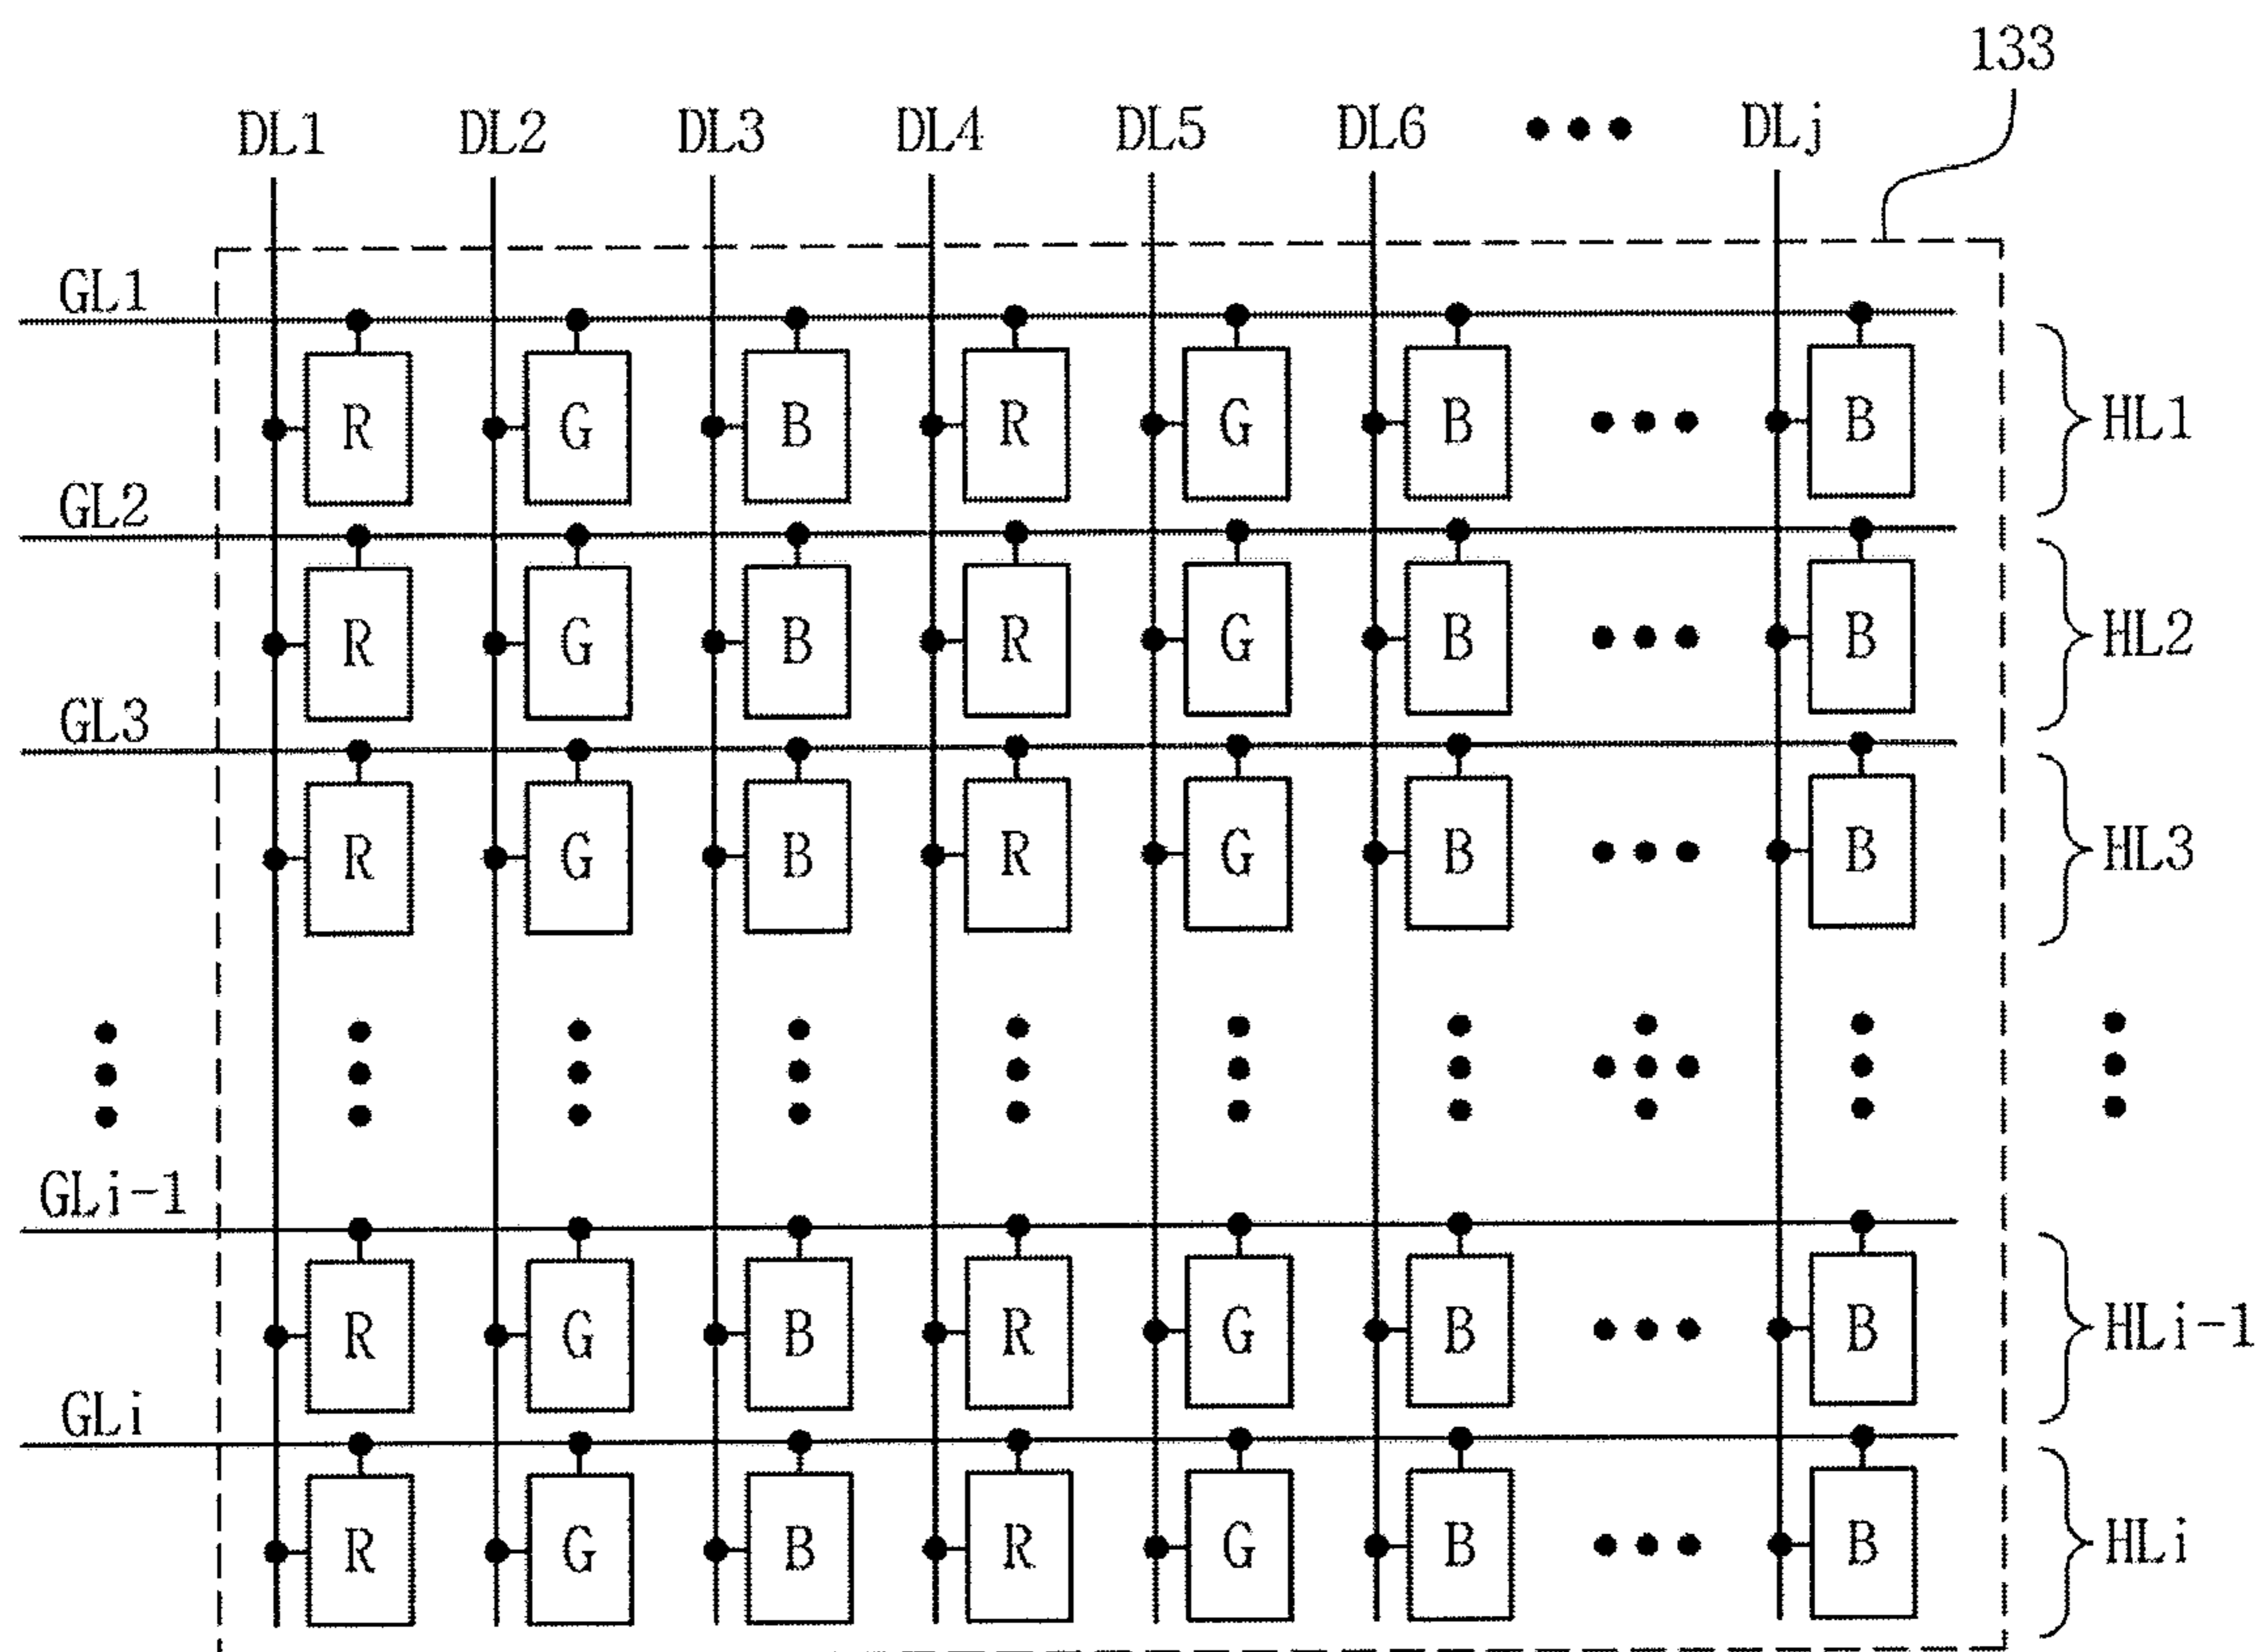 133
DL1 DL2 DL3 DL4 DL5 DL6 ••• DLj
GL1
R G B R G B ••• B HL1
GL2
R G B R G B ••• B HL2
GL3
R G B R G B ••• B HL3
GLi-1
R G B R G B ••• B HLi-1
GLi
R G B R G B ••• B HLi